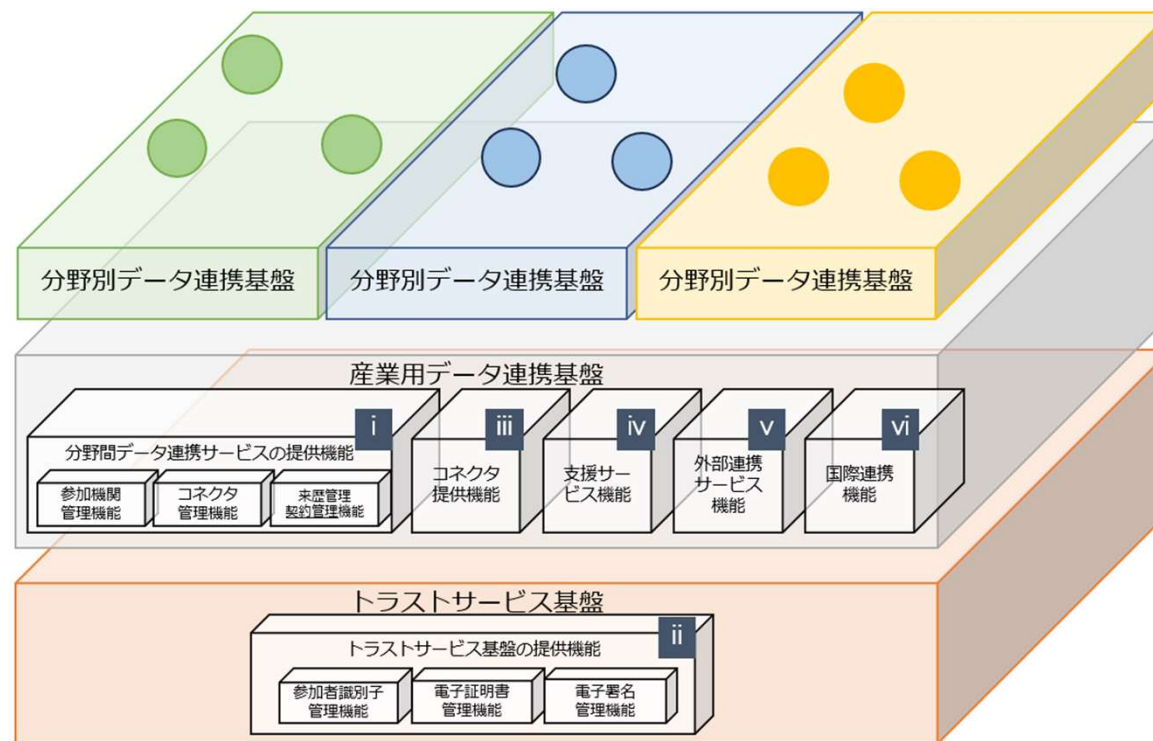 分野別データ連携基盤
分野別データ連携基盤
分野別データ連携基盤
産業用データ連携基盤
i
分野間データ連携サービスの提供機能
参加機関
管理機能
コネクタ
管理機能
来歴管理
契約管理機能
iii
コネクタ
提供機能
iv
支援サー
ビス機能
v
外部連携
サービス
機能
vi
国際連携
機能
トラストサービス基盤
ii
トラストサービス基盤の提供機能
参加者識別子
管理機能
電子証明書
管理機能
電子署名
管理機能